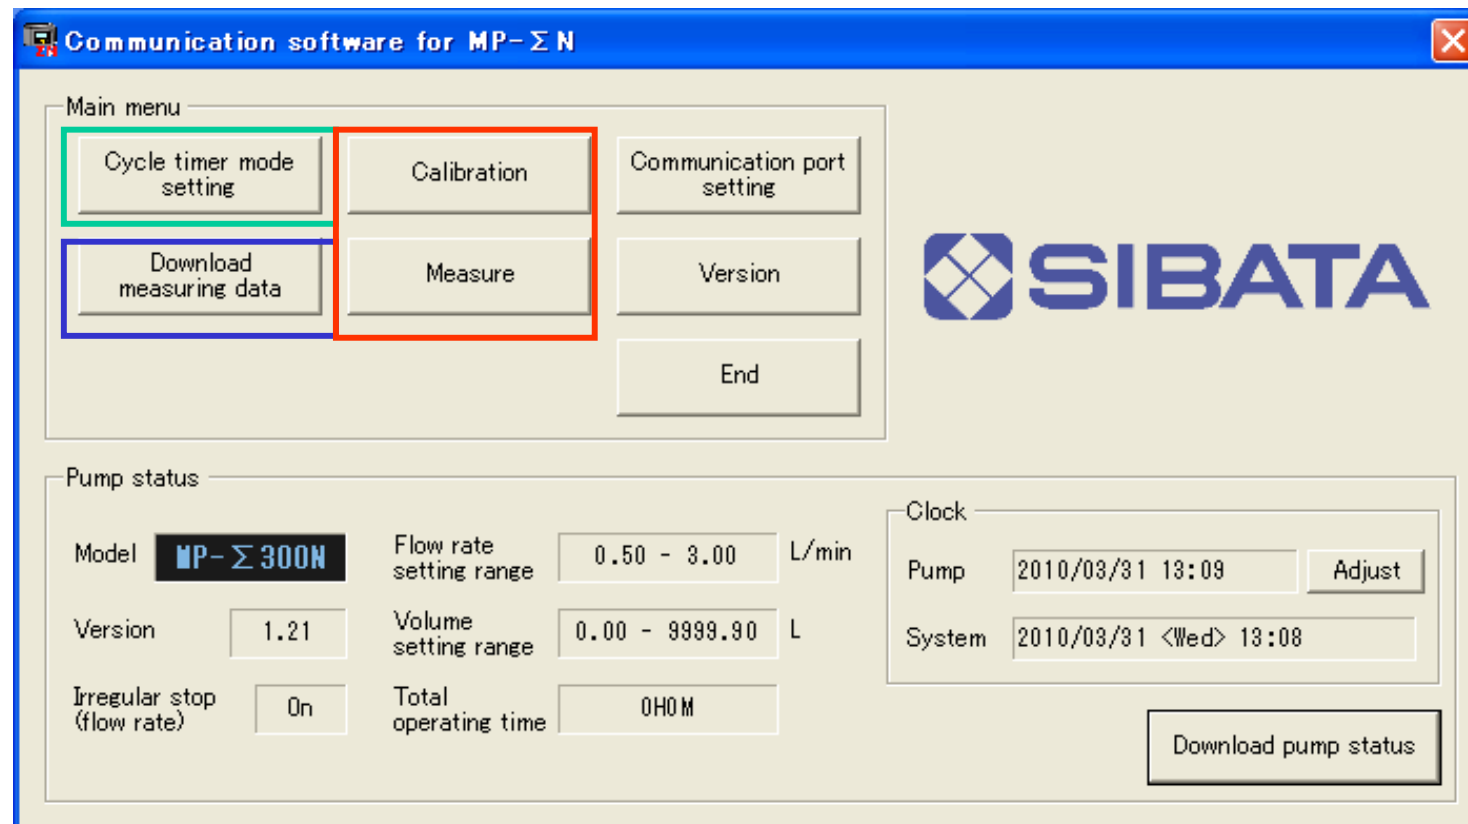 Communication software for MP-ΣN
Main menu
Cycle timer mode
setting
Calibration
Communication port
setting
Download
measuring data
Measure
Version
End
SIBATA
Pump status
Model
MP-Σ300N
Flow rate
setting range
0.50 - 3.00
L/min
Version
1.21
Volume
setting range
0.00 - 9999.90
L
Irregular stop
(flow rate)
On
Total
operating time
0H0M
Clock
Pump
2010/03/31 13:09
Adjust
System
2010/03/31 <Wed> 13:08
Download pump status